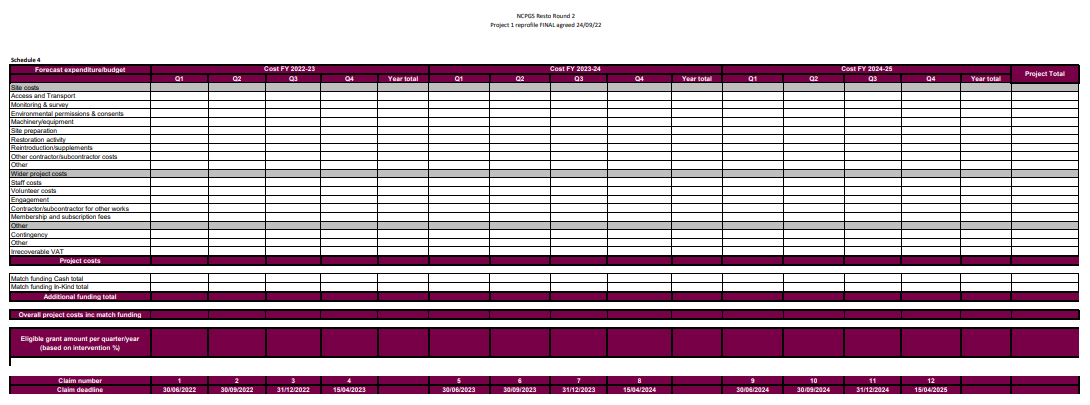 NCPGS Resto Round 2
Project 1 reprofile FINAL agreed 24/09/22
Schedule 4
Forecast expenditure/budget Cost FY 2022-23 Cost FY 2023-24 Cost FY 2024-25 Project Total
Q1 Q2 Q3 Q4 Year total Q1 Q2 Q3 Q4 Year total Q1 Q2 Q3 Q4 Year total
Site costs
Access and Transport
Monitoring & survey
Environmental permissions & consents
Machinery/equipment
Site preparation
Restoration activity
Reintroduction/supplements
Other contractor/subcontractor costs
Other
Wider project costs
Staff costs
Volunteer costs
Engagement
Contractor/subcontractor for other works
Membership and subscription fees
Other
Contingency
Other
Irrecoverable VAT
Project costs
Match funding Cash total
Match funding In-Kind total
Additional funding total
Overall project costs inc match funding
Eligible grant amount per quarter/year
(based on intervention %)
Claim number 1 2 3 4 5 6 7 8 9 10 11 12
Claim deadline 30/06/2022 30/09/2022 31/12/2022 15/04/2023 30/06/2023 30/09/2023 31/12/2023 15/04/2024 30/06/2024 30/09/2024 31/12/2024 15/04/2025